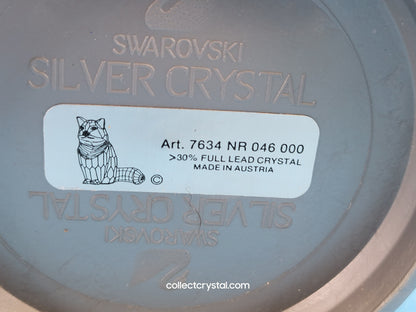 SWAROVSKI
SILVER CRYSTAL
Art. 7634 NR 046 000
>30% FULL LEAD CRYSTAL
MADE IN AUSTRIA
©
SILVER CRYSTAL
SWAROVSKI
collectcrystal.com